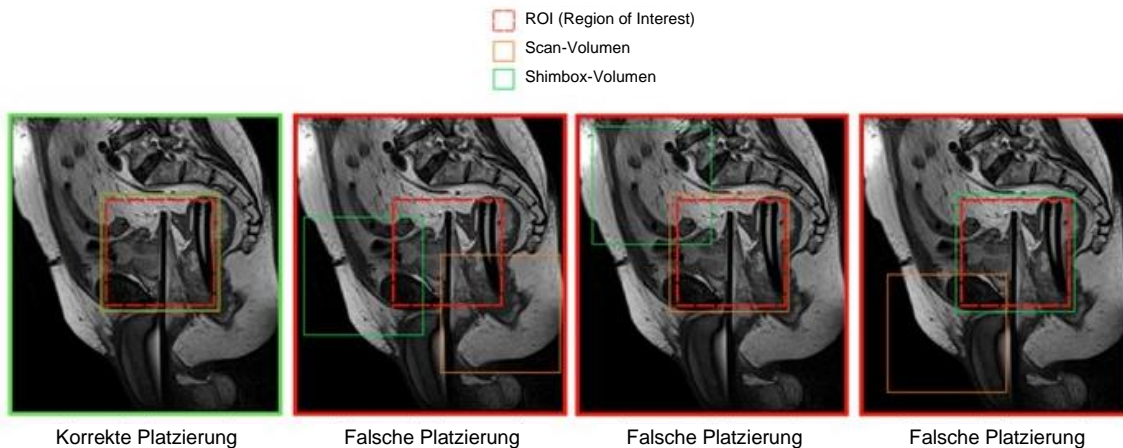 ROI (Region of Interest)
Scan-Volumen
Shimbox-Volumen
Korrekte Platzierung
Falsche Platzierung
Falsche Platzierung
Falsche Platzierung